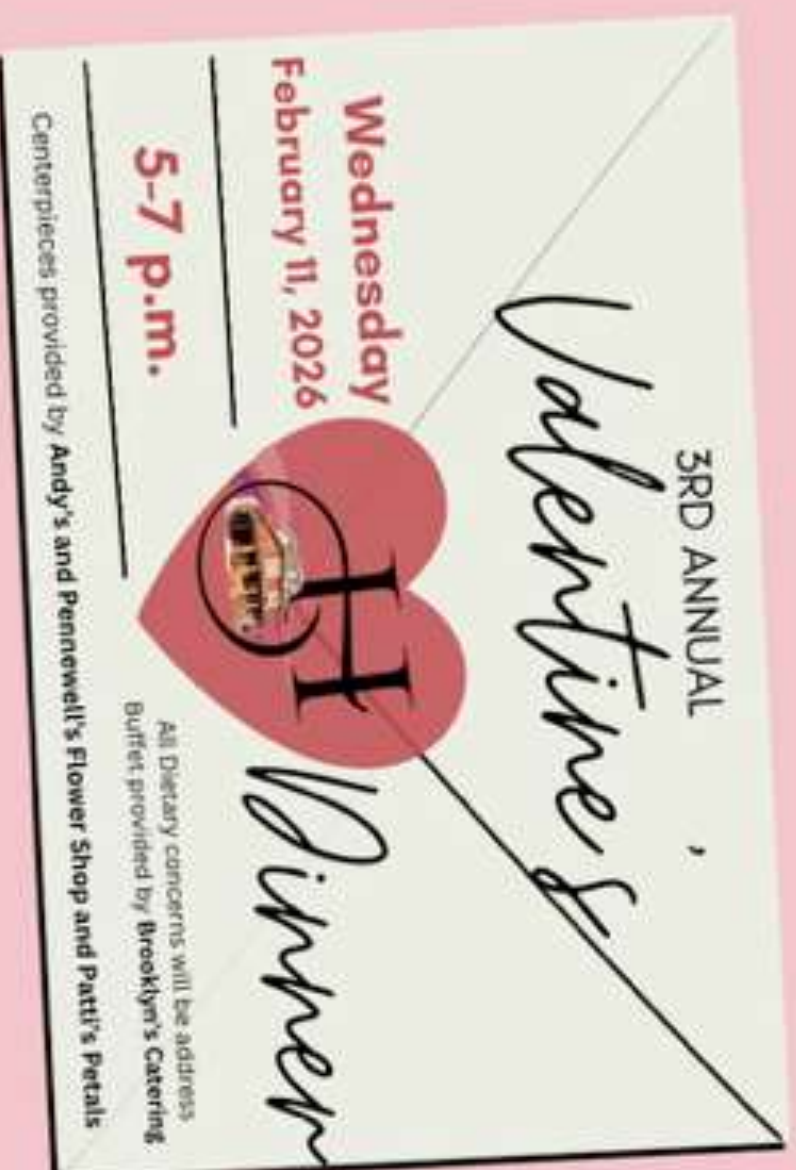 3RD ANNUAL
Valentine's
Dinner
Wednesday
February 11, 2026
5-7 p.m.
H
All Dietary concerns will be address
Buffet provided by Brooklyn's Catering
Centerpieces provided by Andy's and Pennewell's Flower Shop and Patti's Petals